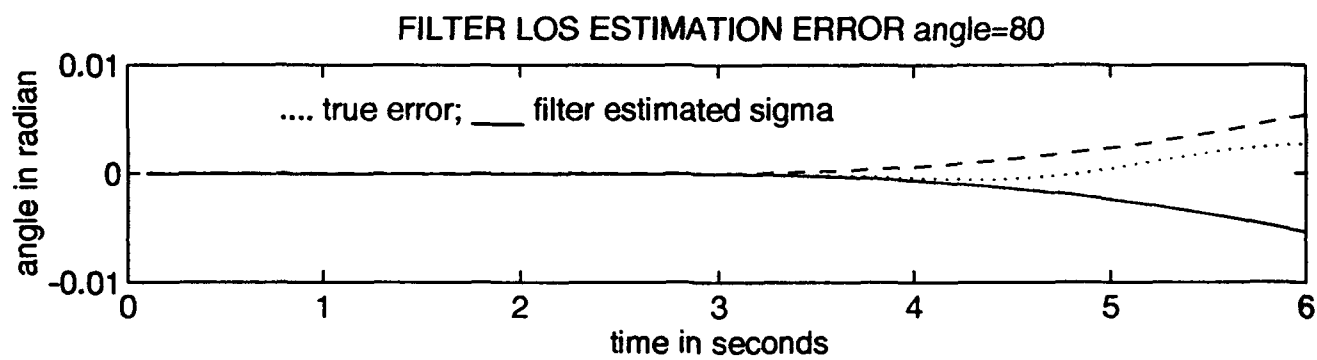 FILTER LOS ESTIMATION ERROR angle=80
0.01
0
-0.01
angle in radian
.... true error; ___ filter estimated sigma
0 1 2 3 4 5 6
time in seconds